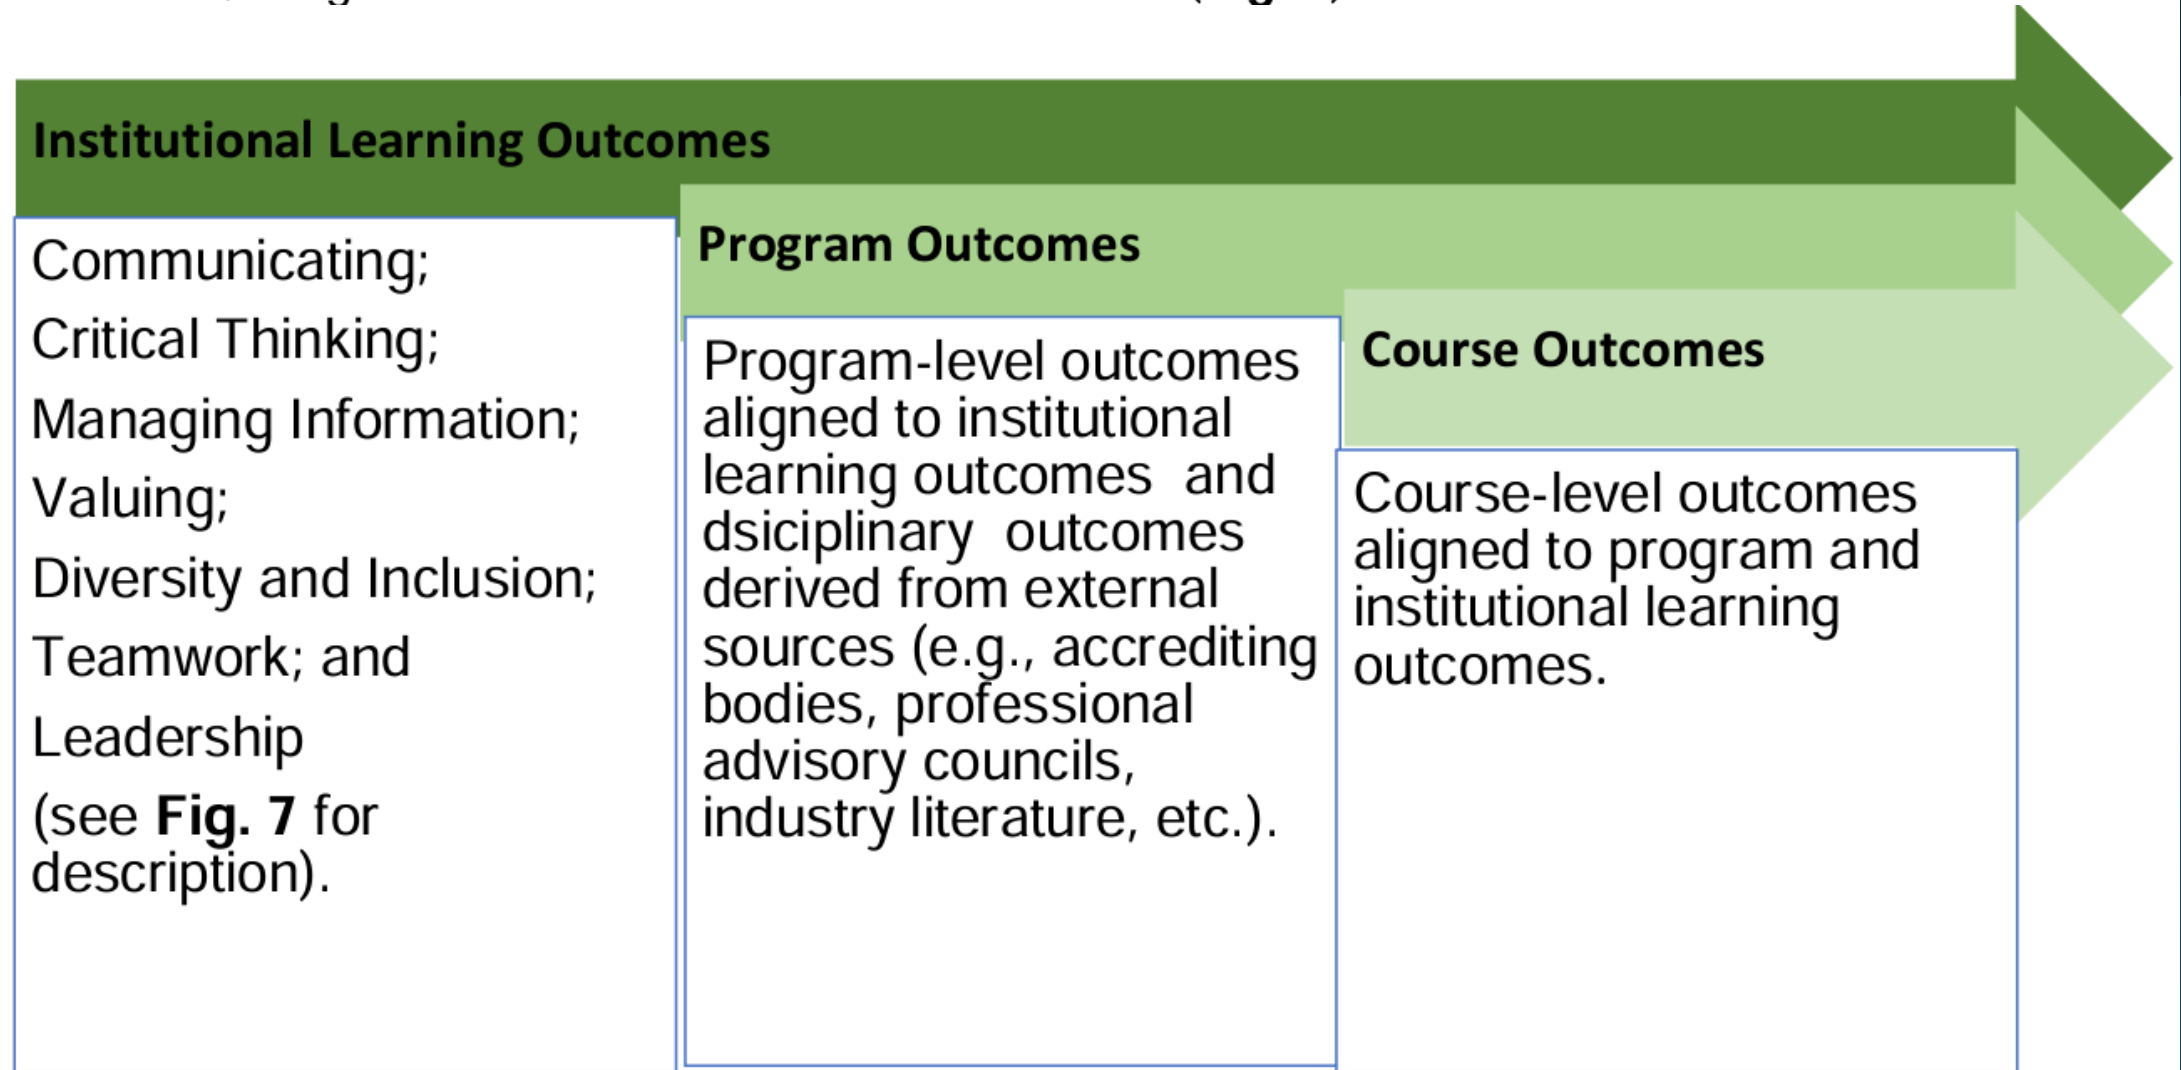 Institutional Learning Outcomes
Communicating;
Critical Thinking;
Managing Information;
Valuing;
Diversity and Inclusion;
Teamwork; and
Leadership
(see Fig. 7 for
description).
Program Outcomes
Program-level outcomes
aligned to institutional
learning outcomes and
dsiciplinary outcomes
derived from external
sources (e.g., accrediting
bodies, professional
advisory councils,
industry literature, etc.).
Course Outcomes
Course-level outcomes
aligned to program and
institutional learning
outcomes.